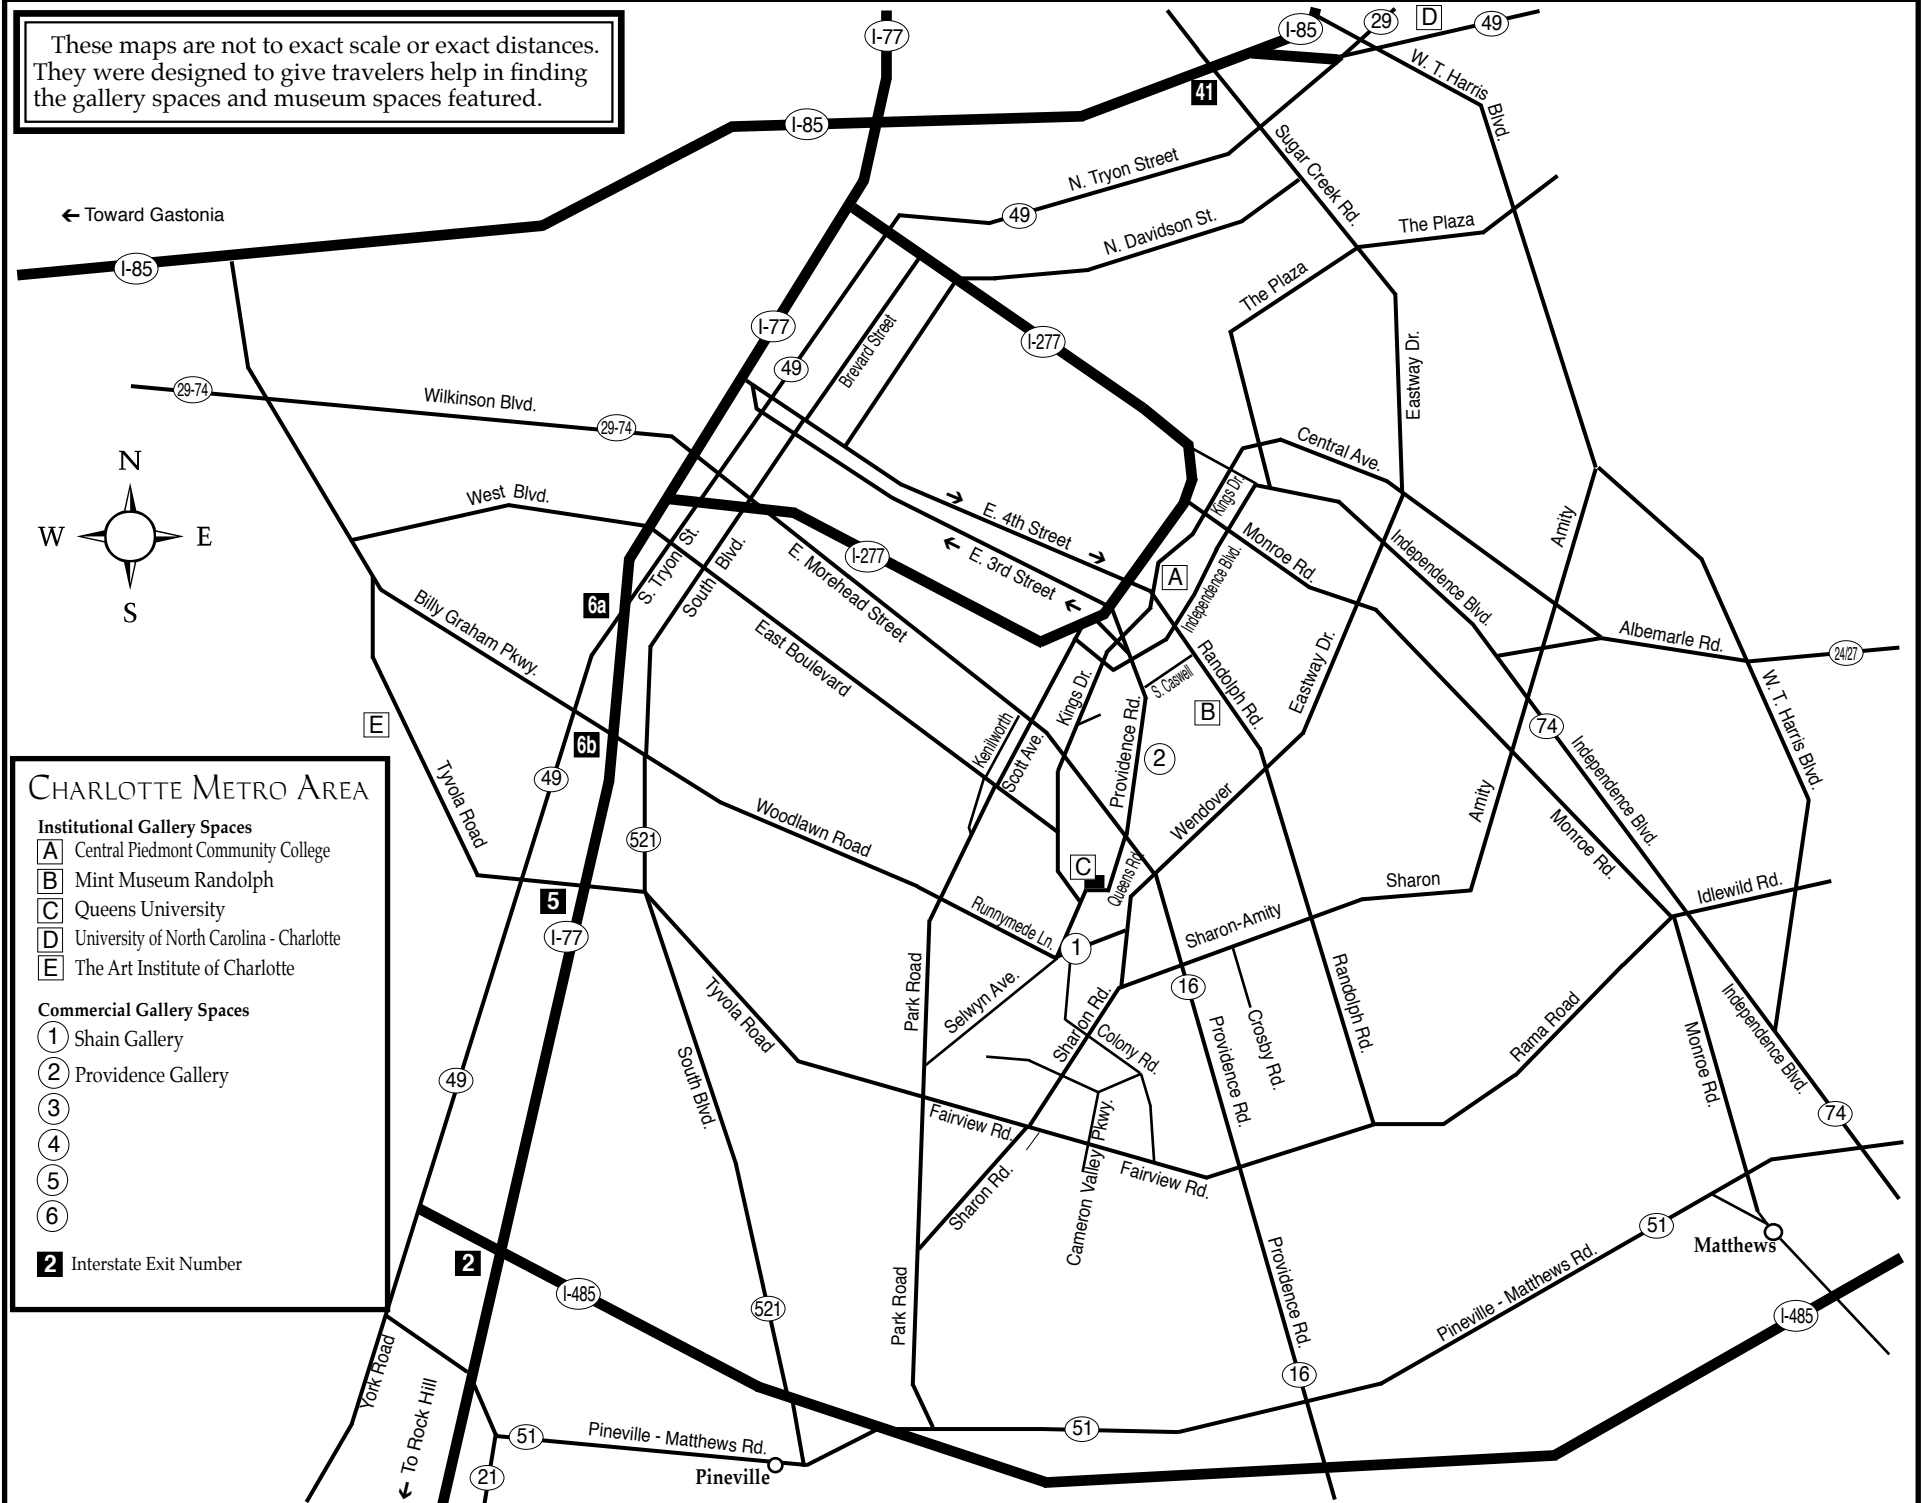 These maps are not to exact scale or exact distances.
They were designed to give travelers help in finding
the gallery spaces and museum spaces featured.
I-77
I-85
29
D
49
W. T. Harris
Blvd.
41
I-85
Sugar Creek Rd.
N. Tryon Street
49
N. Davidson St.
The Plaza
Toward Gastonia
I-85
The Plaza
I-77
I-277
49
Brevard Street
Eastway Dr.
29-74
Wilkinson Blvd.
29-74
Central Ave.
N
W
E
S
West Blvd.
Kings Dr.
E. 4th Street
Monroe Rd.
Independence Blvd.
Amity
S. Tryon St.
South Blvd.
I-277
E. 3rd Street
E. Morehead Street
A
Independence Blvd.
6a
Billy Graham Pkwy.
East Boulevard
Albemarle Rd.
24/27
Randolph Rd.
Eastway Dr.
S. Caswell
Kings Dr.
W. T. Harris Blvd.
E
B
6b
Kenilworth
Scott Ave.
Providence Rd.
2
74
Independence Blvd.
Tyvola Road
49
Woodlawn Road
Wendover
Amity
Monroe Rd.
521
C
Queens Rd.
Sharon
Idlewild Rd.
5
I-77
Runnymede Ln.
1
Sharon-Amity
CHARLOTTE METRO AREA
Institutional Gallery Spaces
A Central Piedmont Community College
B Mint Museum Randolph
C Queens University
D University of North Carolina - Charlotte
E The Art Institute of Charlotte
Commercial Gallery Spaces
1 Shain Gallery
2 Providence Gallery
3
4
5
6
2 Interstate Exit Number
Park Road
Selwyn Ave.
Tyvola Road
Sharon Rd.
16
Crosby Rd.
Randolph Rd.
Rama Road
Independence Blvd.
Monroe Rd.
Colony Rd.
Providence Rd.
49
South Blvd.
Fairview Rd.
Cameron Valley Pkwy.
Fairview Rd.
74
Sharon Rd.
51
Matthews
2
I-485
Providence Rd.
Pineville - Matthews Rd.
521
Park Road
I-485
York Road
To Rock Hill
16
51
Pineville - Matthews Rd.
51
21
Pineville